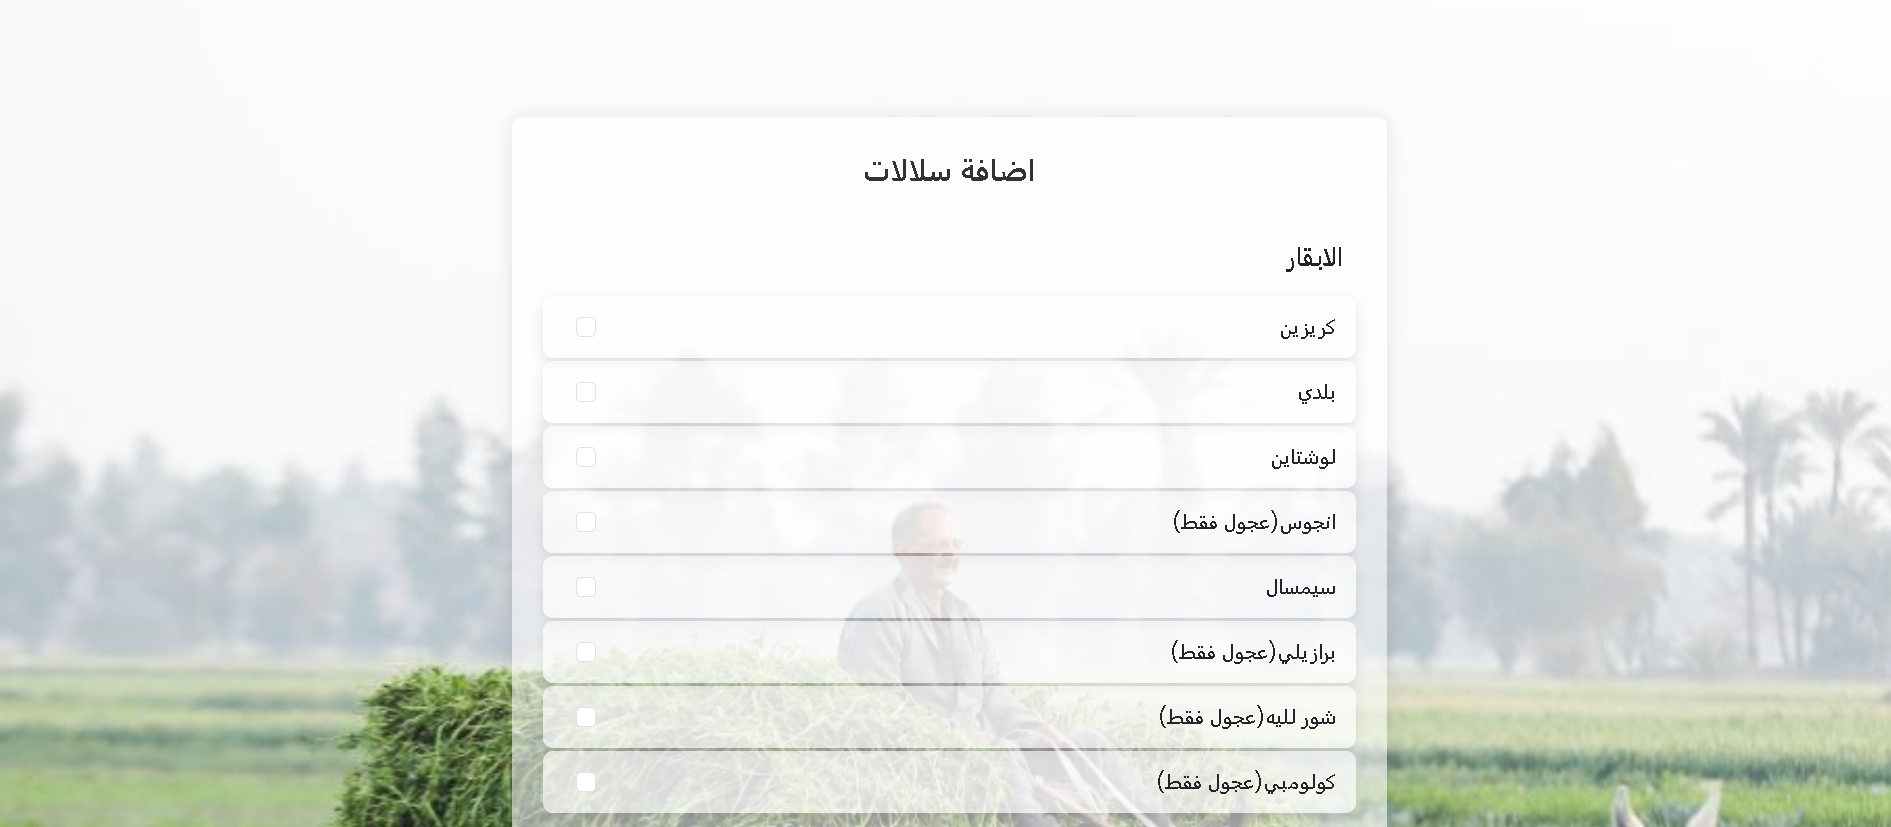 اضافة سلالات
الابقار
كريزين
بلدي
لوشتاين
انجوس(عجول فقط)
سيمسال
برازيلي(عجول فقط)
شور لليه(عجول فقط)
كولومبي(عجول فقط)